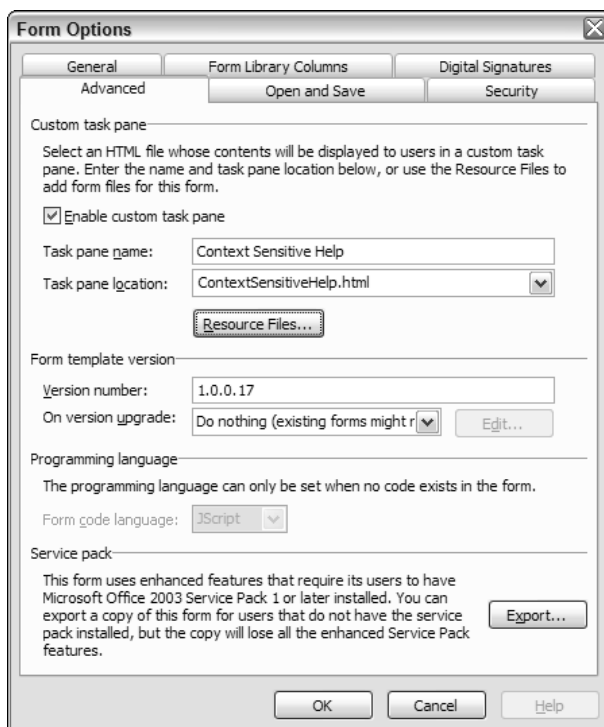 Form Options
General
Form Library Columns
Digital Signatures
Advanced
Open and Save
Security
Custom task pane
Select an HTML file whose contents will be displayed to users in a custom task
pane. Enter the name and task pane location below, or use the Resource Files to
add form files for this form.
Enable custom task pane
Task pane name:
Context Sensitive Help
Task pane location:
ContextSensitiveHelp.html
Resource Files...
Form template version
Version number:
1.0.0.17
On version upgrade:
Do nothing (existing forms might r
Edit...
Programming language
The programming language can only be set when no code exists in the form.
Form code language:
JScript
Service pack
This form uses enhanced features that require its users to have
Microsoft Office 2003 Service Pack 1 or later installed. You can
export a copy of this form for users that do not have the service
pack installed, but the copy will lose all the enhanced Service Pack
features.
Export...
OK
Cancel
Help